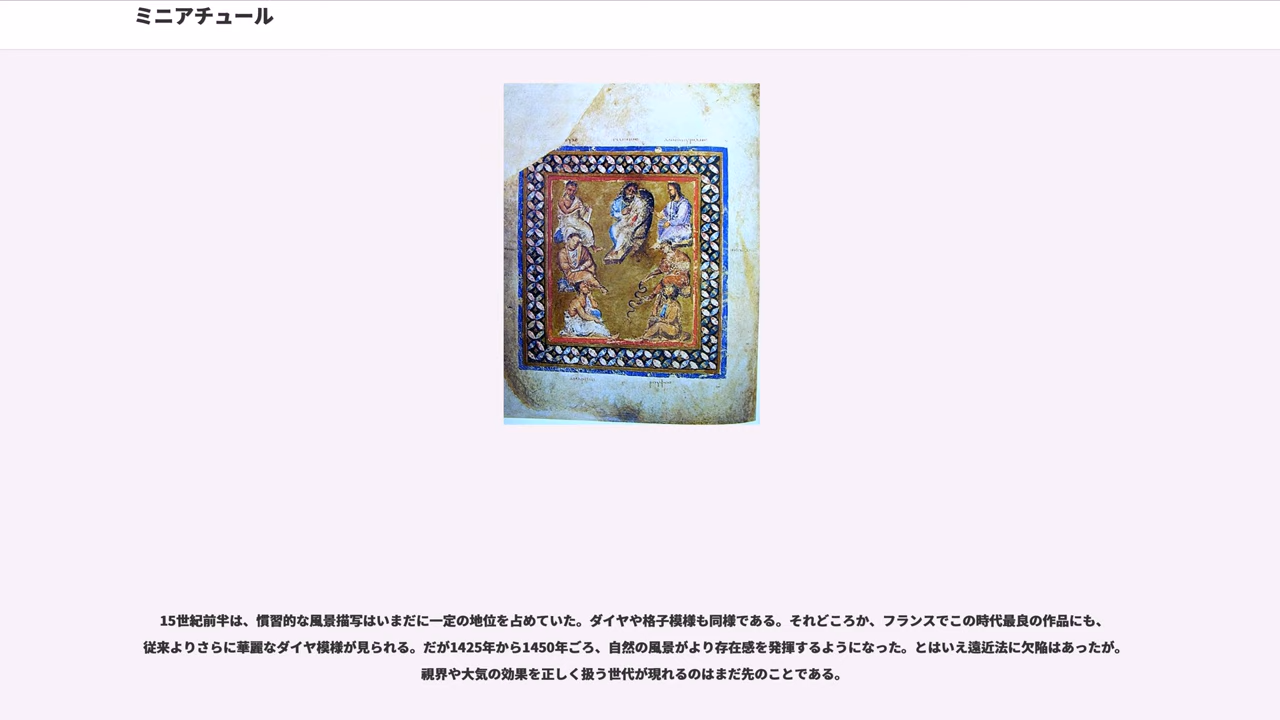 ミニアチュール
15世紀前半は、慣習的な風景描写はいまだに一定の地位を占めていた。ダイヤや格子模様も同様である。それどころか、フランスでこの時代最良の作品にも、
従来よりさらに華麗なダイヤ模様が見られる。だが1425年から1450年ごろ、自然の風景がより存在感を発揮するようになった。とはいえ遠近法に欠陥はあったが。
視界や大気の効果を正しく扱う世代が現れるのはまだ先のことである。